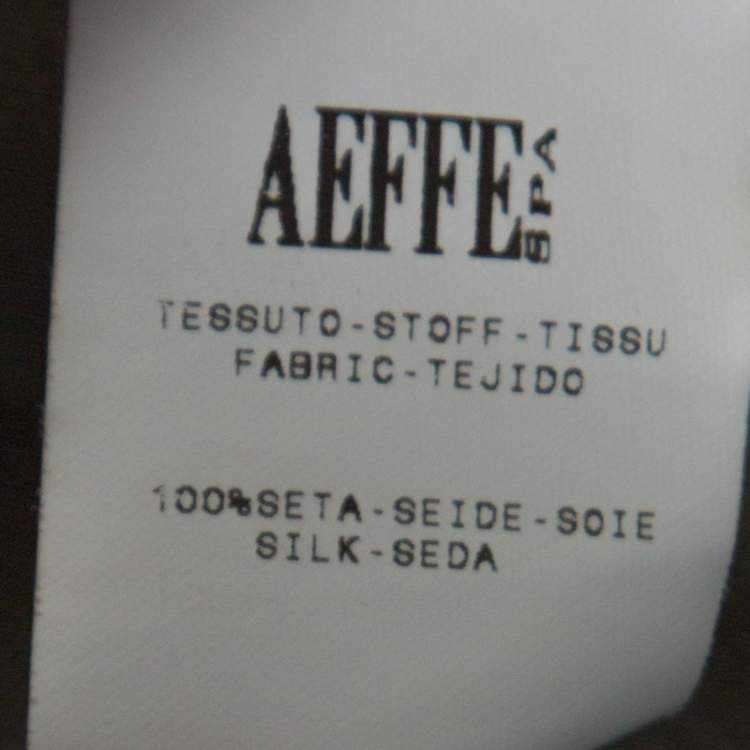 AEFFE SPA
TESSUTO-STOFF-TISSU
FABRIC-TEJIDO
100%SETA-SEIDE-SOIE
SILK-SEDA